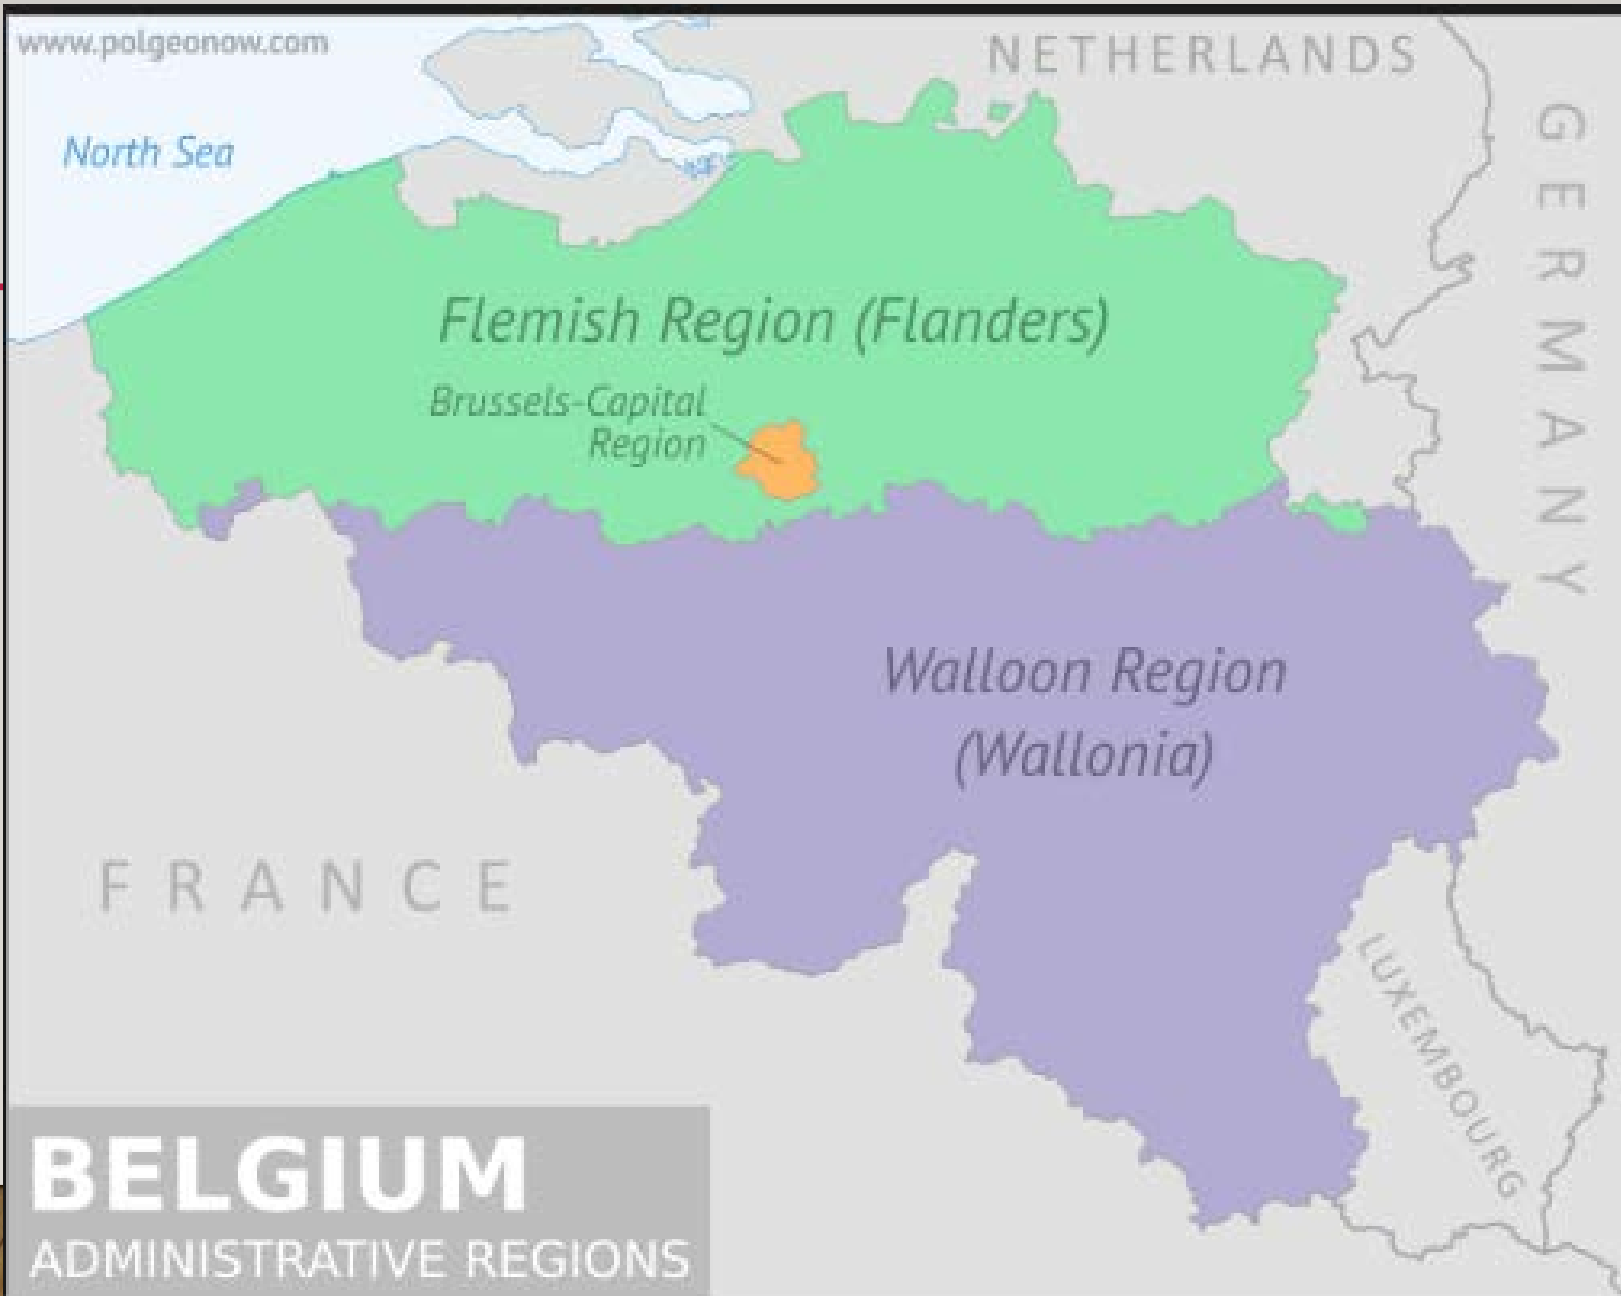 www.polgeonow.com
NETHERLANDS
GERMANY
North Sea
Flemish Region (Flanders)
Brussels-Capital
Region
Walloon Region
(Wallonia)
FRANCE
LUXEMBOURG
BELGIUM
ADMINISTRATIVE REGIONS